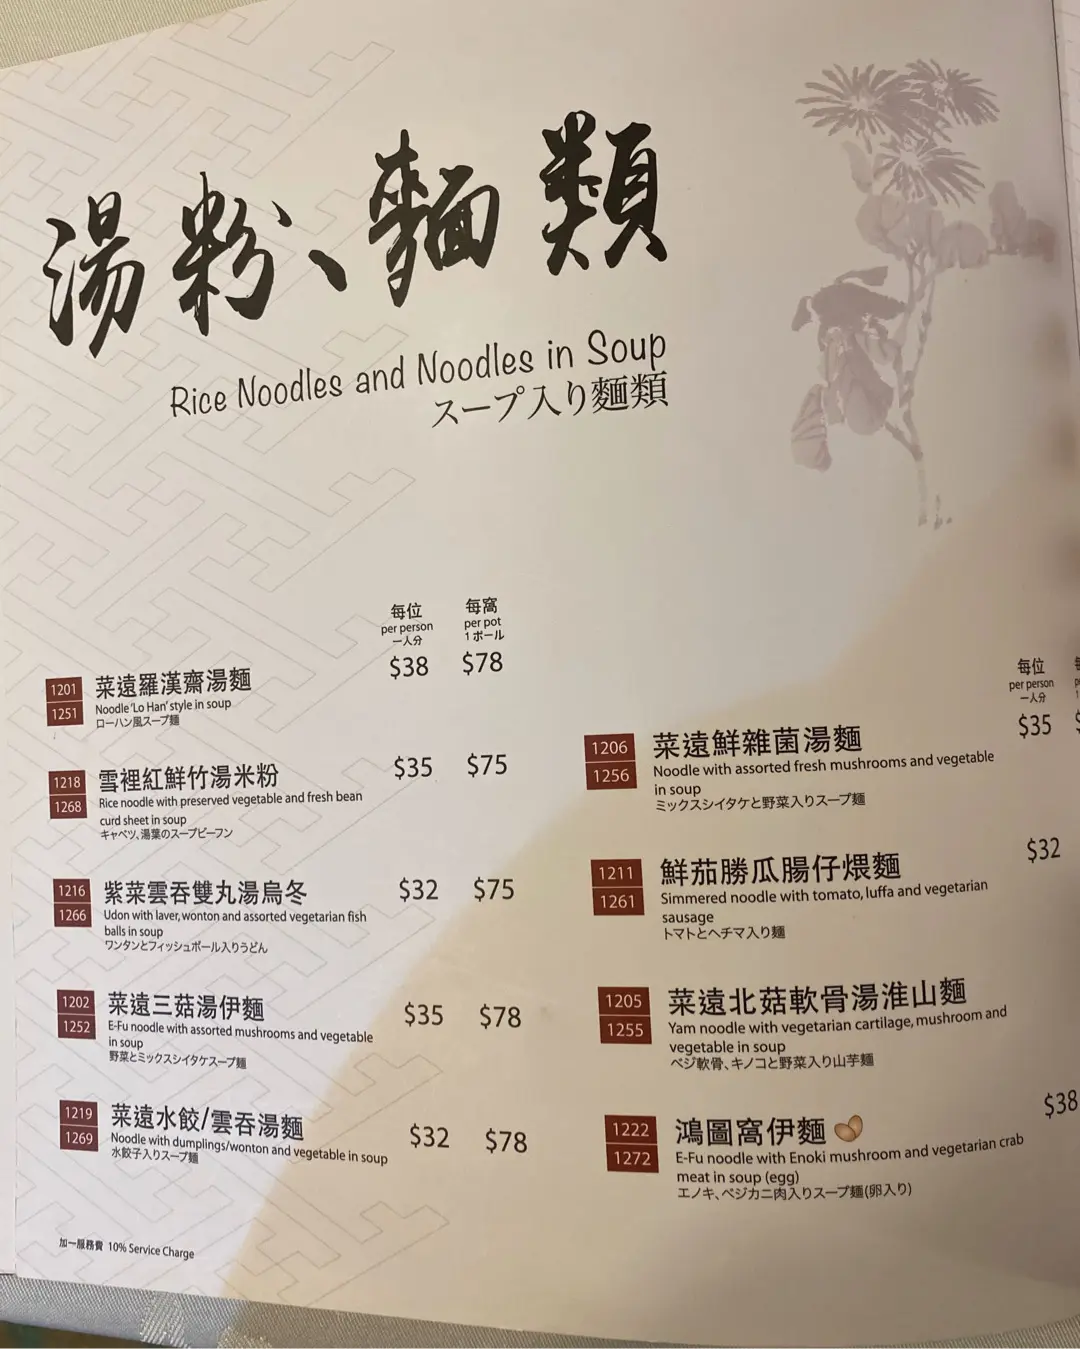 湯粉、麵類
Rice Noodles and Noodles in Soup
スープ入り麵類
每位 每窩
per person per pot
一人分 1ポール
$38 $78
1201 菜遠羅漢齋湯麵
1251 Noodle 'Lo Han' style in soup
ローハン風スープ麺
1218 雪裡紅鮮竹湯米粉 $35 $75
1268 Rice noodle with preserved vegetable and fresh bean
curd sheet in soup
キャベツ、湯葉のスープビーフン
1216 紫菜雲吞雙丸湯烏冬 $32 $75
1266 Udon with laver, wonton and assorted vegetarian fish
balls in soup
ワンタンとフィッシュボール入りうどん
1202 菜遠三菇湯伊麵 $35 $78
1252 E-Fu noodle with assorted mushrooms and vegetable
in soup
野菜とミックスシイタケスープ麺
1219 菜遠水餃/雲吞湯麵 $32 $78
1269 Noodle with dumplings/wonton and vegetable in soup
水餃子入りスープ麺
加一服務費 10% Service Charge
每位
per person
一人分
$35
1206 菜遠鮮雜菌湯麵
1256 Noodle with assorted fresh mushrooms and vegetable
in soup
ミックスシイタケと野菜入りスープ麺
$32
1211 鮮茄勝瓜腸仔煨麵
1261 Simmered noodle with tomato, luffa and vegetarian
sausage
トマトとヘチマ入り麺
1205 菜遠北菇軟骨湯淮山麵
1255 Yam noodle with vegetarian cartilage, mushroom and
vegetable in soup
ベジ軟骨、キノコと野菜入り山芋麺
$38
1222 鴻圖窩伊麵
1272 E-Fu noodle with Enoki mushroom and vegetarian crab
meat in soup (egg)
エノキ、ベジカニ肉入りスープ麺(卵入り)